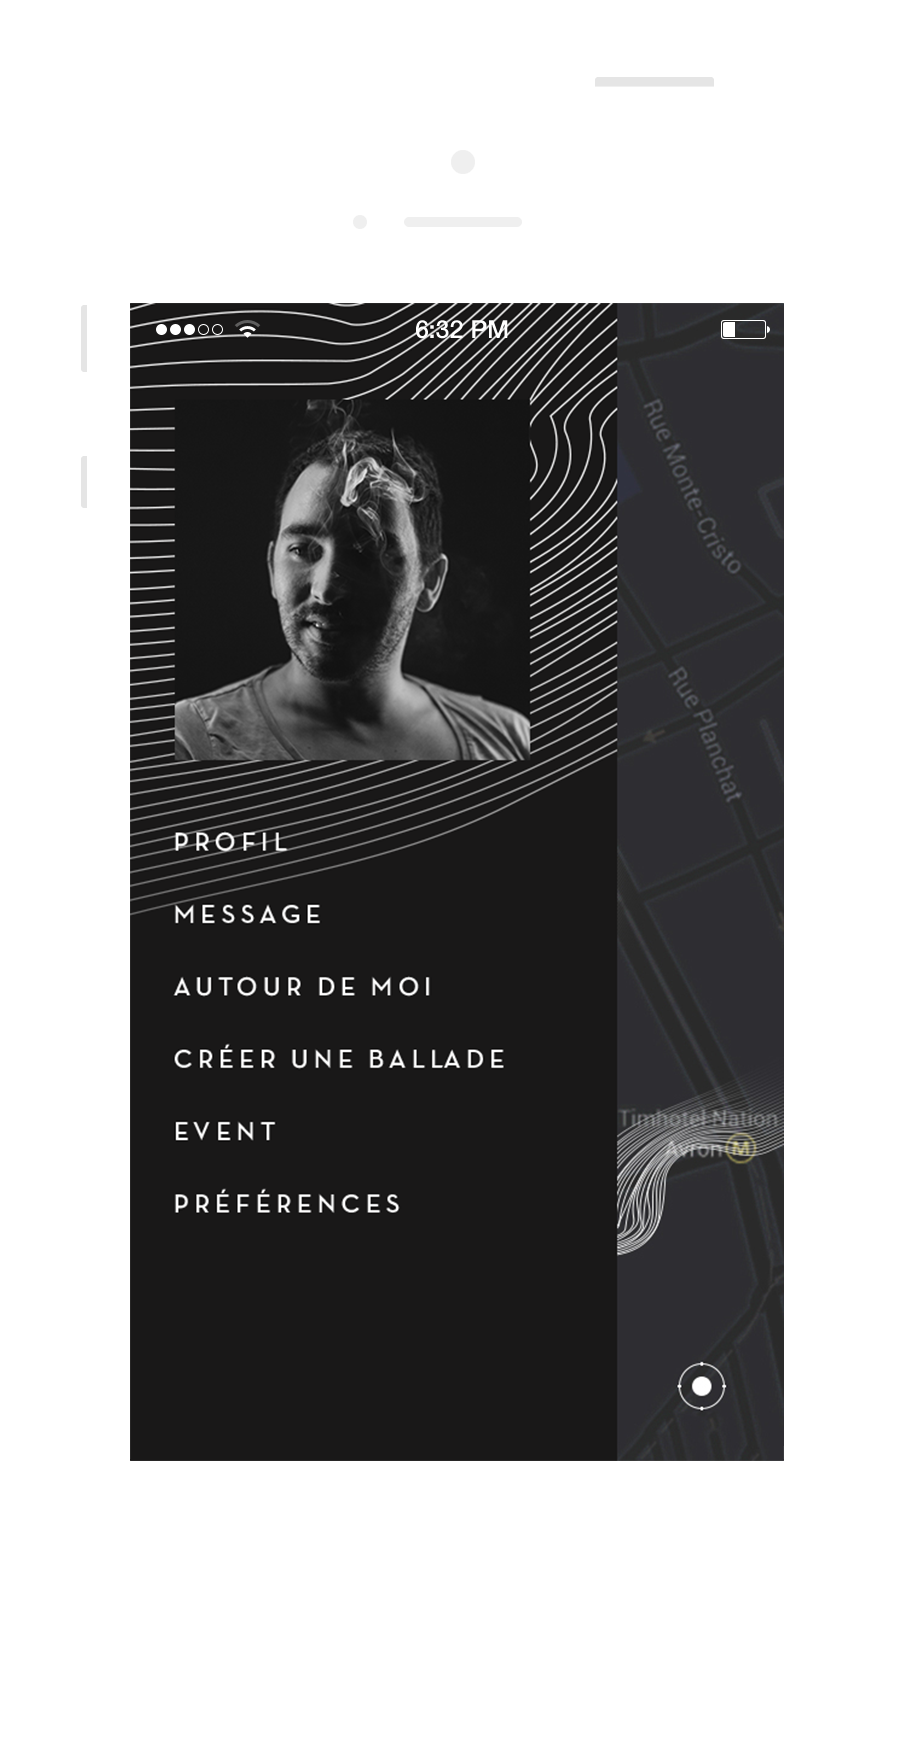 6:32 PM
Rue Monte-Cristo
Rue Planchat
PROFIL
MESSAGE
AUTOUR DE MOI
CRÉER UNE BALLADE
EVENT
PRÉFÉRENCES
Timhotel Nation
Avron M